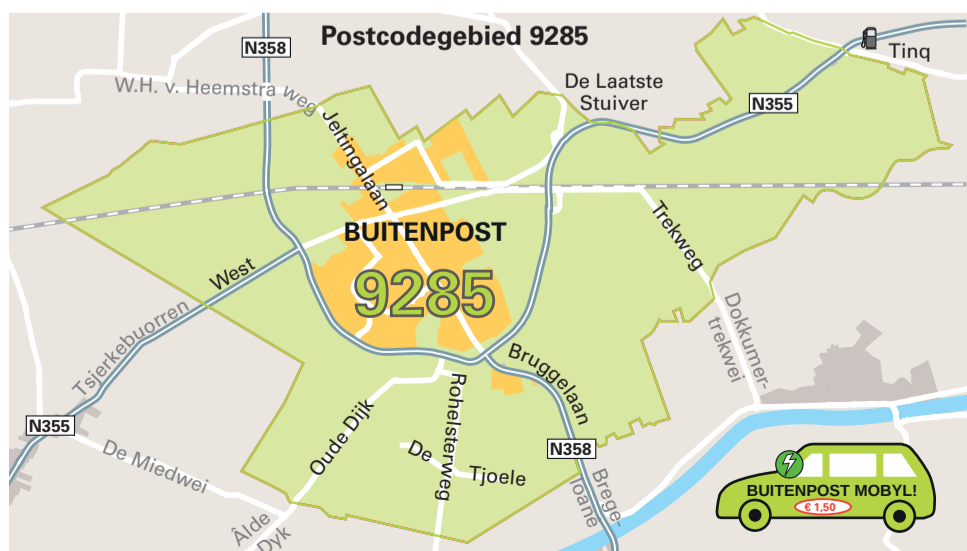 Postcodegebied 9285
N358
Tinq
W.H. v. Heemstra weg
De Laatste
Stuiver
N355
Jeltingalaan
BUITENPOST
9285
Trekweg
West
Tsjerkebuorren
Dokkumer-
trekwei
Bruggelaan
Rohelsterweg
Oude Dijk
N355
De Miedwei
De Tjoele
N358
Brege-
loane
Âlde
Dyk
BUITENPOST MOBYL!
€ 1,50